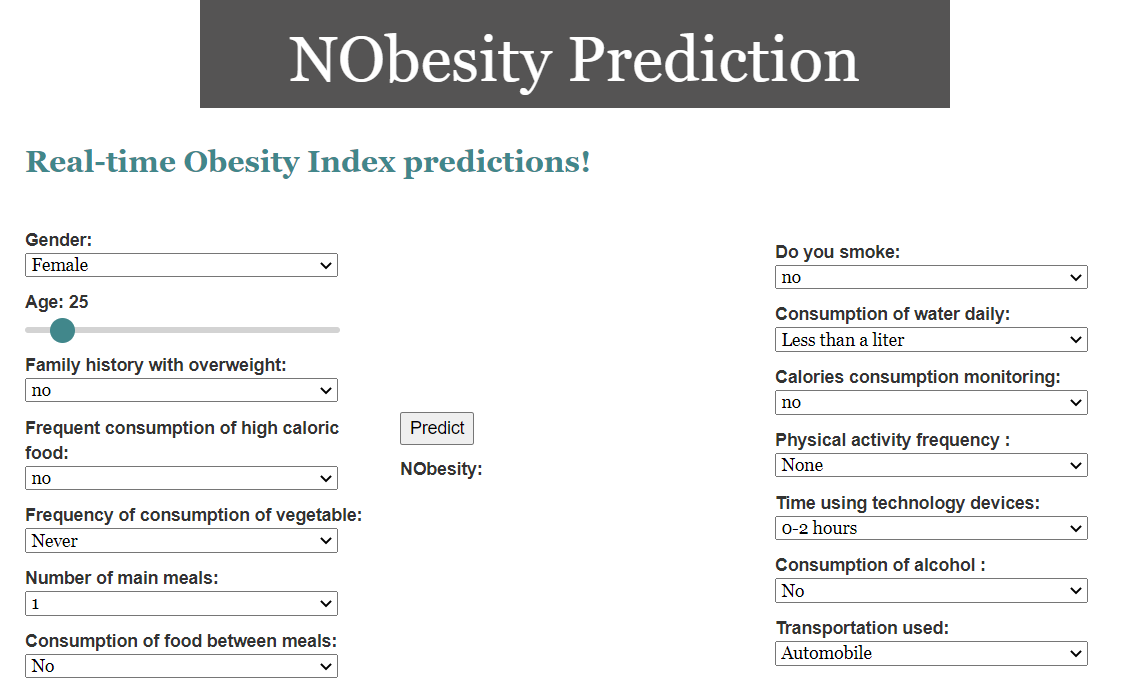 NObesity Prediction
Real-time Obesity Index predictions!
Gender:
Female
Age: 25
Family history with overweight:
no
Frequent consumption of high caloric
food:
no
Frequency of consumption of vegetable:
Never
Number of main meals:
1
Consumption of food between meals:
No
Predict
NObesity:
Do you smoke:
no
Consumption of water daily:
Less than a liter
Calories consumption monitoring:
no
Physical activity frequency :
None
Time using technology devices:
0-2 hours
Consumption of alcohol :
No
Transportation used:
Automobile